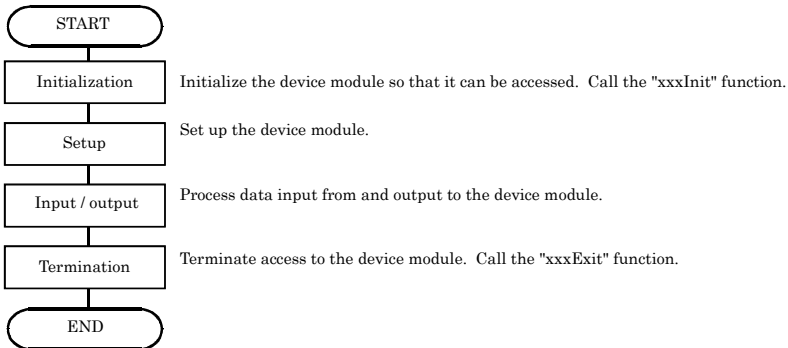 START
Initialization
Initialize the device module so that it can be accessed.  Call the "xxxInit" function.
Setup
Set up the device module.
Input / output
Process data input from and output to the device module.
Termination
Terminate access to the device module.  Call the "xxxExit" function.
END